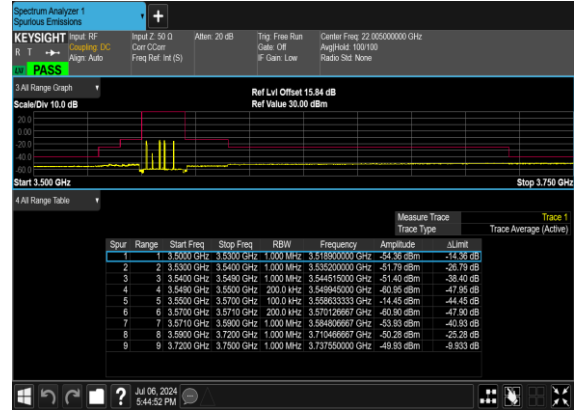 Spectrum Analyzer 1
Spurious Emissions
KEYSIGHT Input: RF
R T Coupling: DC
Align: Auto
Input Z: 50 Ω
Corr CCorr
Freq Ref: Int (S)
Atten: 20 dB
Trig: Free Run
Gate: Off
IF Gain: Low
Center Freq: 22.005000000 GHz
Avg|Hold: 100/100
Radio Std: None
PASS
3 All Range Graph
Scale/Div 10.0 dB
Ref Lvl Offset 15.84 dB
Ref Value 30.00 dBm
20.0
0.00
-20.0
-40.0
-60.0
Start 3.500 GHz
Stop 3.750 GHz
4 All Range Table
Measure Trace Trace 1
Trace Type Trace Average (Active)
Spur Range Start Freq Stop Freq RBW Frequency Amplitude ΔLimit
1 1 3.5000 GHz 3.5300 GHz 1.000 MHz 3.518900000 GHz -54.36 dBm -14.36 dB
2 2 3.5300 GHz 3.5400 GHz 1.000 MHz 3.535200000 GHz -51.79 dBm -26.79 dB
3 3 3.5400 GHz 3.5490 GHz 1.000 MHz 3.544515000 GHz -51.40 dBm -38.40 dB
4 4 3.5490 GHz 3.5500 GHz 200.0 kHz 3.549945000 GHz -60.95 dBm -47.95 dB
5 5 3.5500 GHz 3.5700 GHz 100.0 kHz 3.558633333 GHz -14.45 dBm -44.45 dB
6 6 3.5700 GHz 3.5710 GHz 200.0 kHz 3.570126667 GHz -60.90 dBm -47.90 dB
7 7 3.5710 GHz 3.5900 GHz 1.000 MHz 3.584806667 GHz -53.93 dBm -40.93 dB
8 8 3.5900 GHz 3.7200 GHz 1.000 MHz 3.710466667 GHz -50.28 dBm -25.28 dB
9 9 3.7200 GHz 3.7500 GHz 1.000 MHz 3.737550000 GHz -49.93 dBm -9.933 dB
Jul 06, 2024
5:44:52 PM